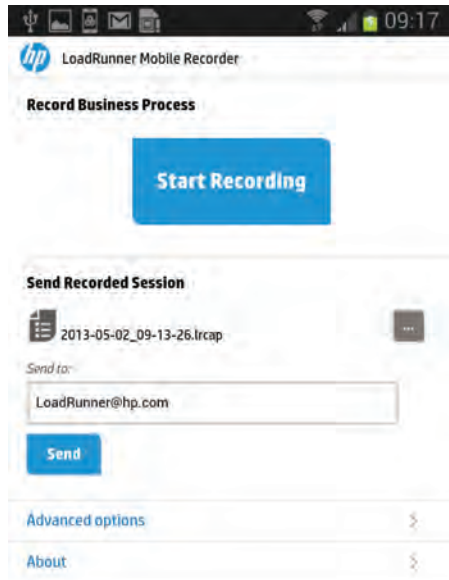 09:17
hp LoadRunner Mobile Recorder
Record Business Process
Start Recording
Send Recorded Session
2013-05-02_09-13-26.lrcap
...
Send to:
LoadRunner@hp.com
Send
Advanced options
About